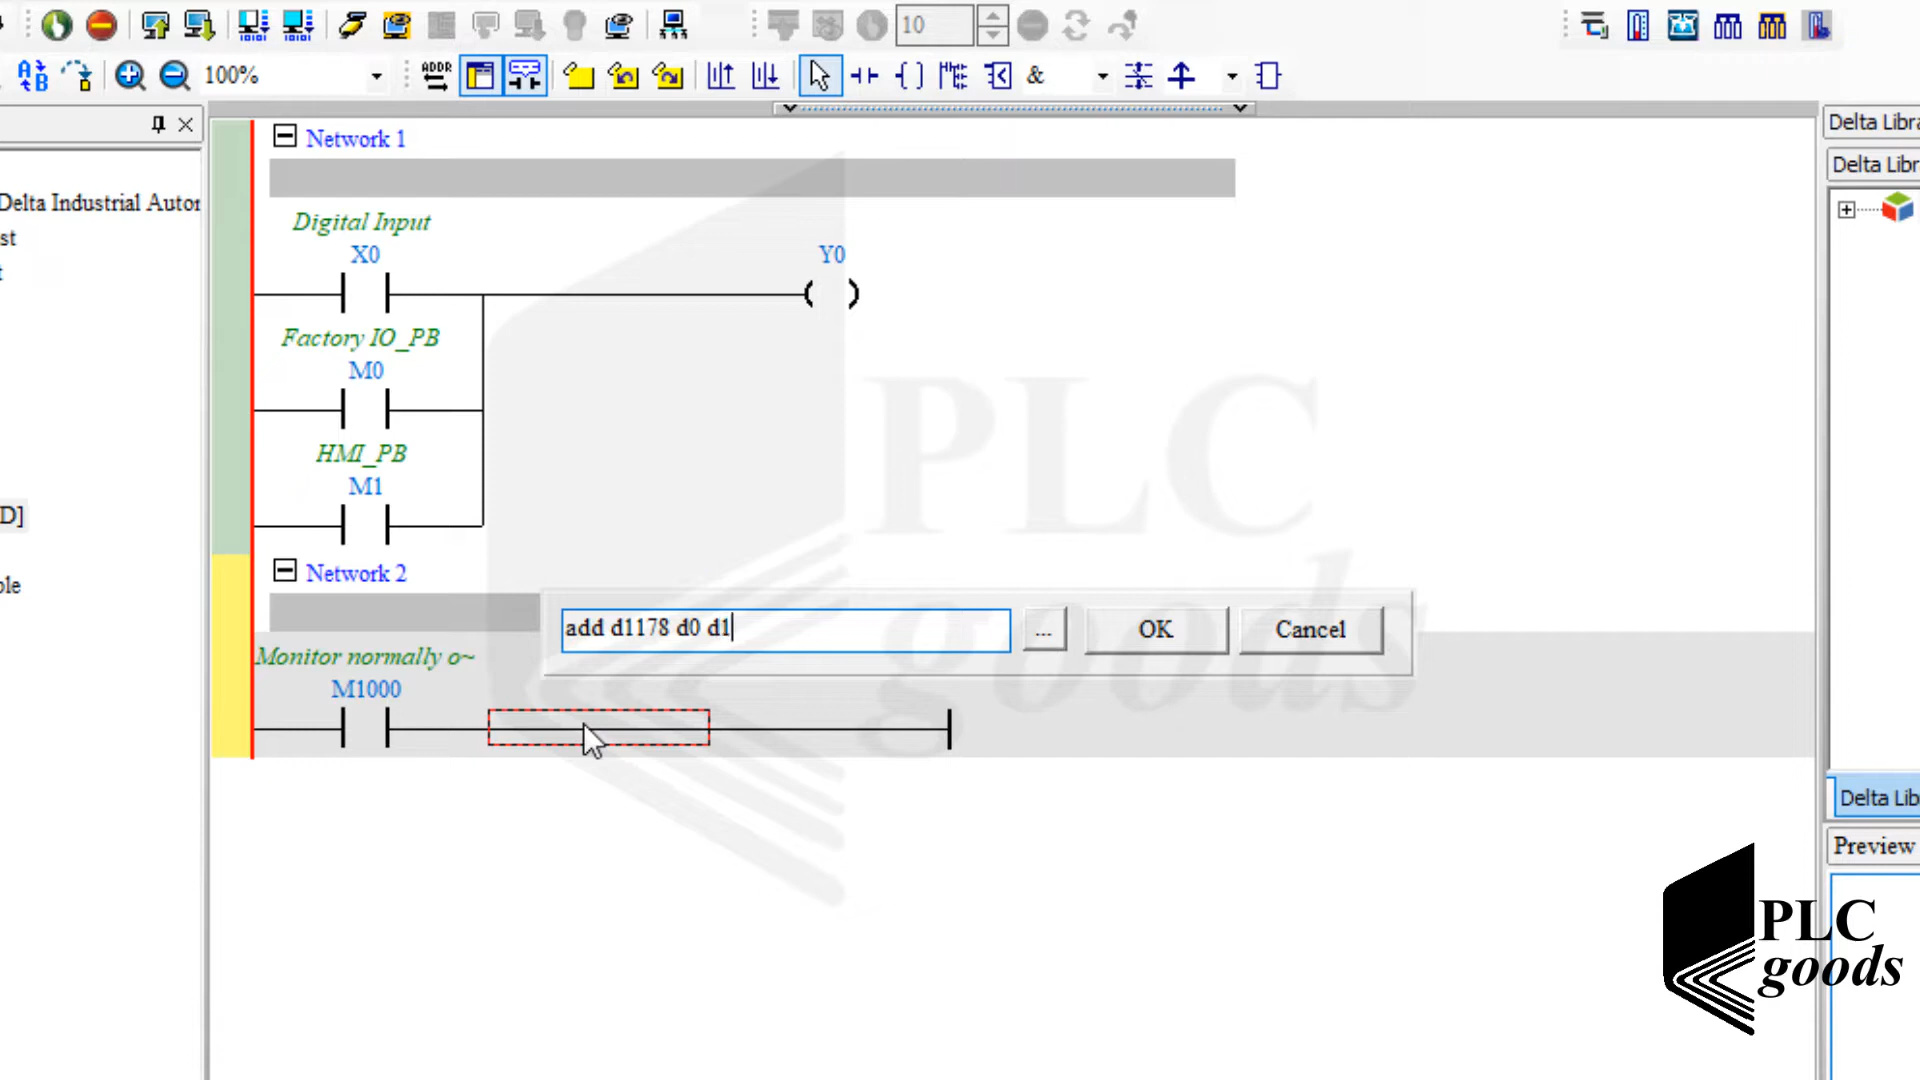 10
100%
ADDR
&
Network 1
Delta Libra
Delta Libr
Delta Industrial Autor
st
t
Digital Input
X0
Y0
Factory IO_PB
M0
HMI_PB
M1
D]
Network 2
ole
add d1178 d0 d1
...
OK
Cancel
Monitor normally o~
M1000
PLC
goods
Delta Lib
Preview
PLC
goods